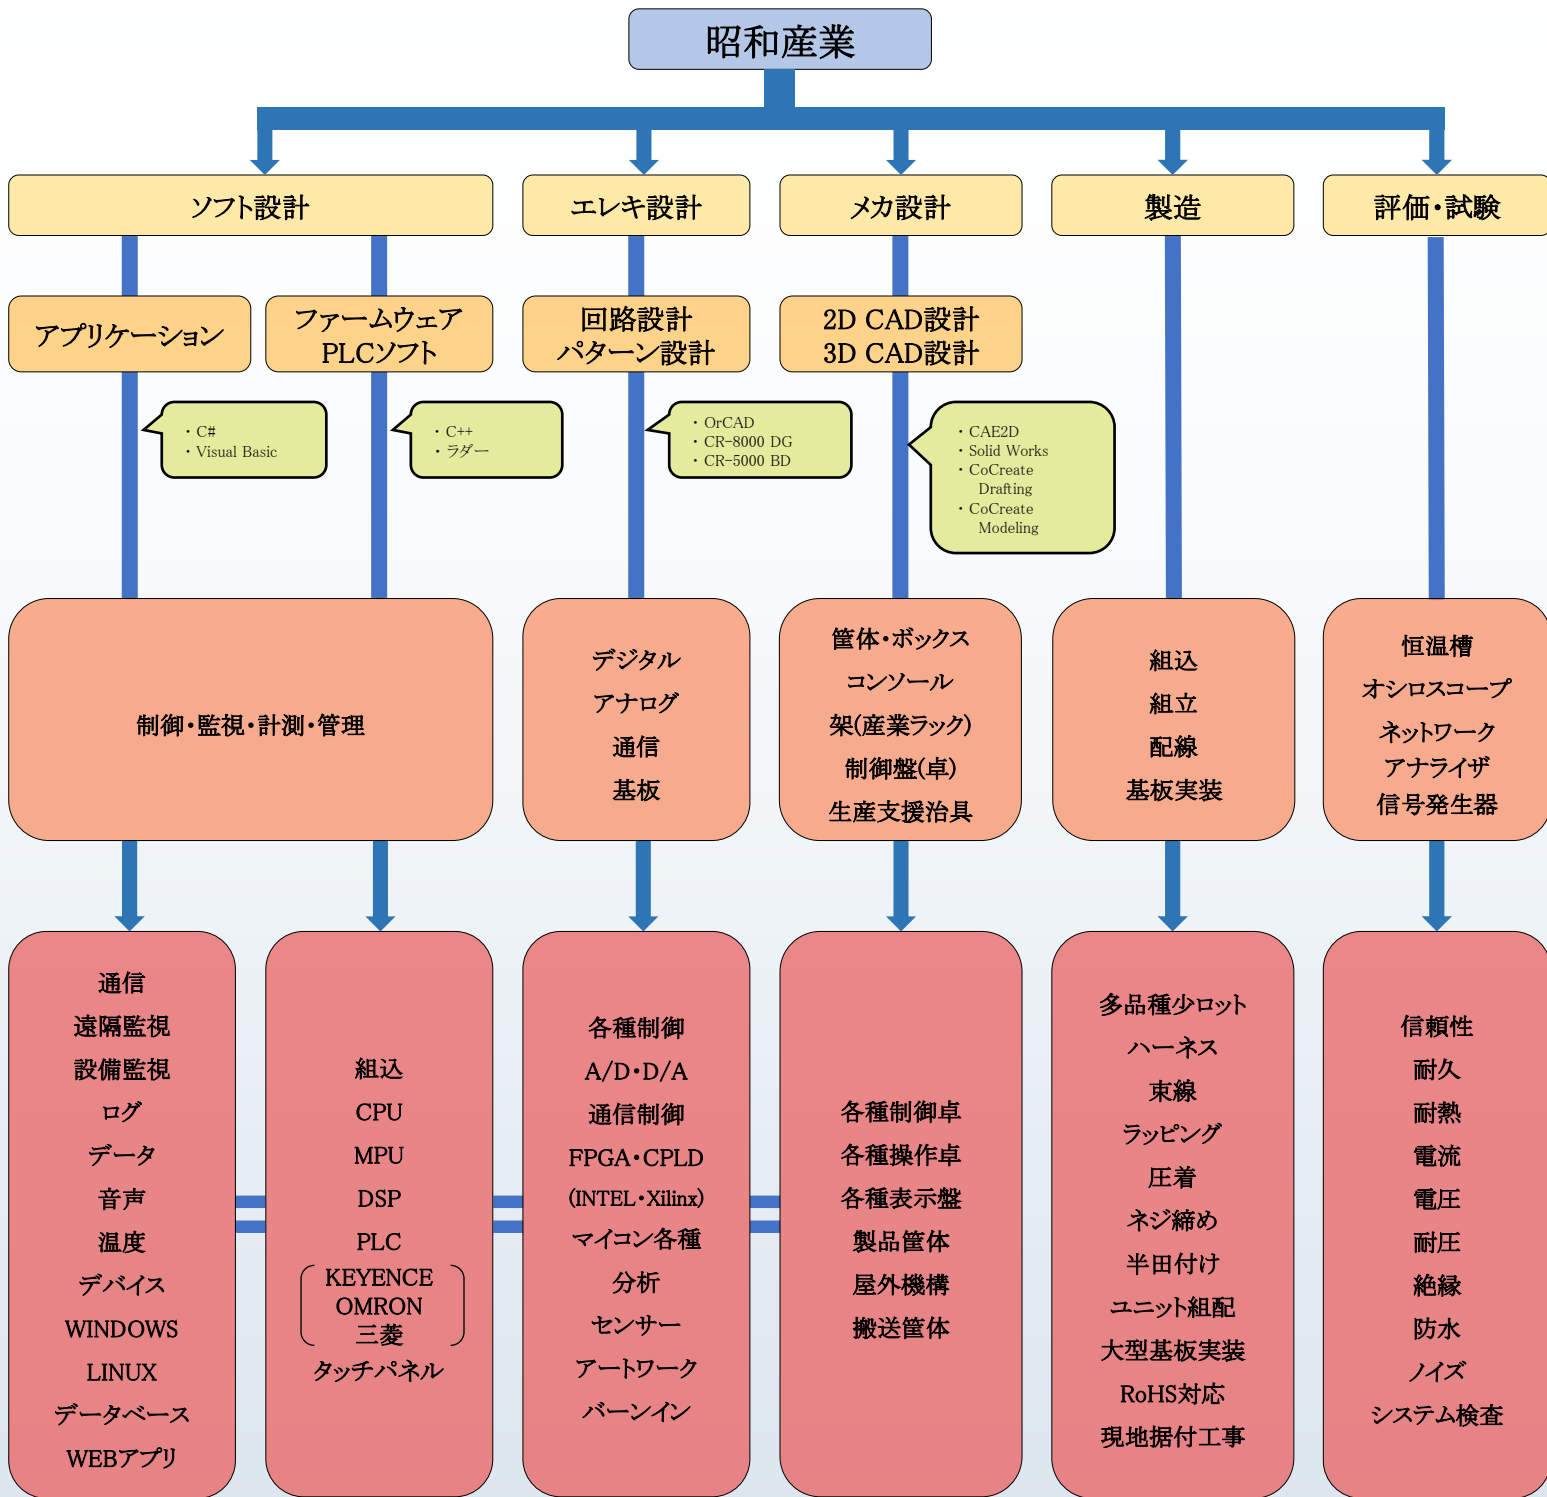 昭和産業
ソフト設計
エレキ設計
メカ設計
製造
評価・試験
アプリケーション
ファームウェア
PLCソフト
回路設計
パターン設計
2D CAD設計
3D CAD設計
・C#
・Visual Basic
・C++
・ラダー
・OrCAD
・CR-8000 DG
・CR-5000 BD
・CAE2D
・Solid Works
・CoCreate
Drafting
・CoCreate
Modeling
制御・監視・計測・管理
デジタル
アナログ
通信
基板
筐体・ボックス
コンソール
架(産業ラック)
制御盤(卓)
生産支援治具
組込
組立
配線
基板実装
恒温槽
オシロスコープ
ネットワーク
アナライザ
信号発生器
通信
遠隔監視
設備監視
ログ
データ
音声
温度
デバイス
WINDOWS
LINUX
データベース
WEBアプリ
組込
CPU
MPU
DSP
PLC
KEYENCE
OMRON
三菱
タッチパネル
各種制御
A/D・D/A
通信制御
FPGA・CPLD
(INTEL・Xilinx)
マイコン各種
分析
センサー
アートワーク
バーンイン
各種制御卓
各種操作卓
各種表示盤
製品筐体
屋外機構
搬送筐体
多品種少ロット
ハーネス
束線
ラッピング
圧着
ネジ締め
半田付け
ユニット組配
大型基板実装
RoHS対応
現地据付工事
信頼性
耐久
耐熱
電流
電圧
耐圧
絶縁
防水
ノイズ
システム検査